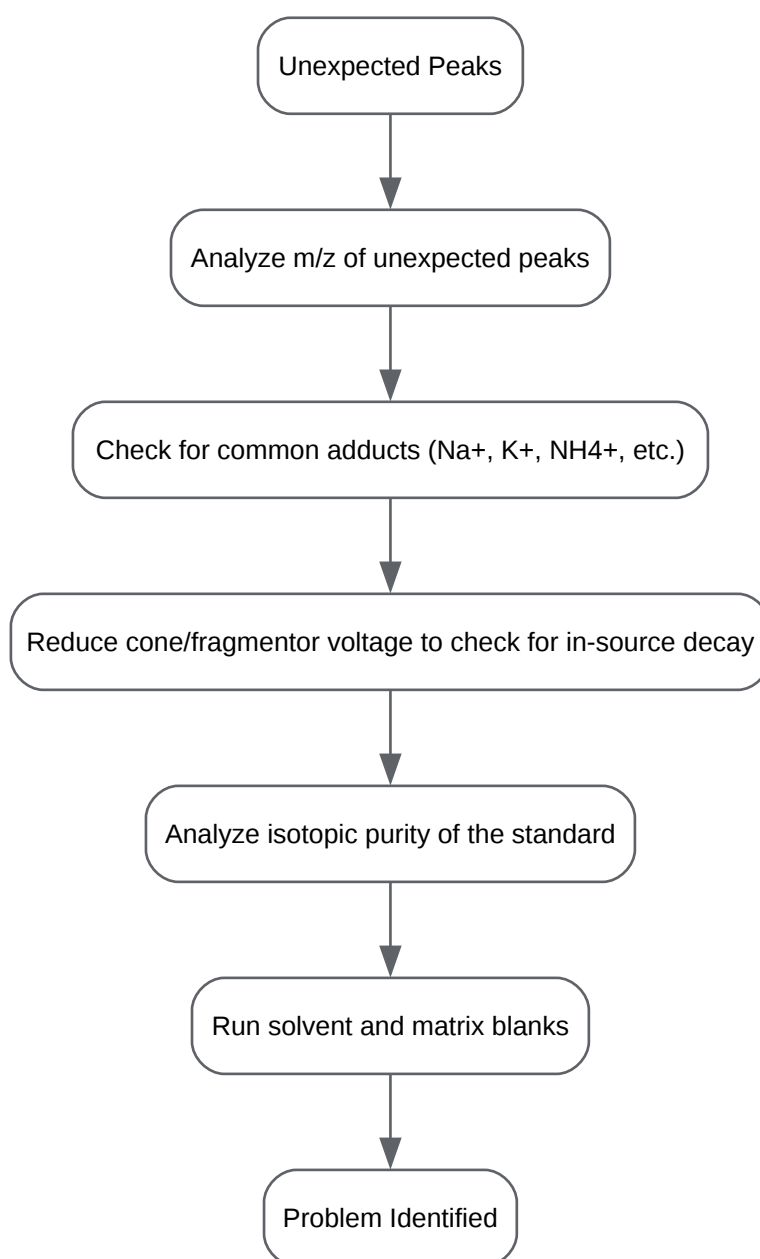 Unexpected Peaks
Analyze m/z of unexpected peaks
Check for common adducts (Na+, K+, NH4+, etc.)
Reduce cone/fragmentor voltage to check for in-source decay
Analyze isotopic purity of the standard
Run solvent and matrix blanks
Problem Identified